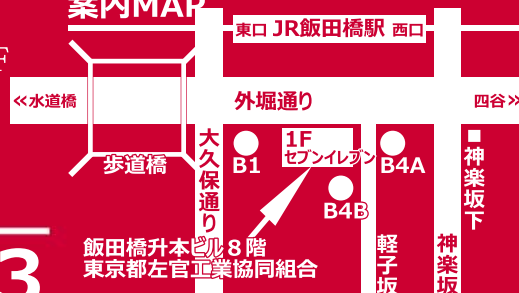 案内MAP
東口 JR飯田橋駅 西口
F
≪水道橋
外堀通り
四谷≫
歩道橋
大久保通り
B1
1F
セブンイレブン
B4A
B4B
■神楽坂下
軽子坂
神楽坂
飯田橋升本ビル８階
東京都左官工業協同組合
3